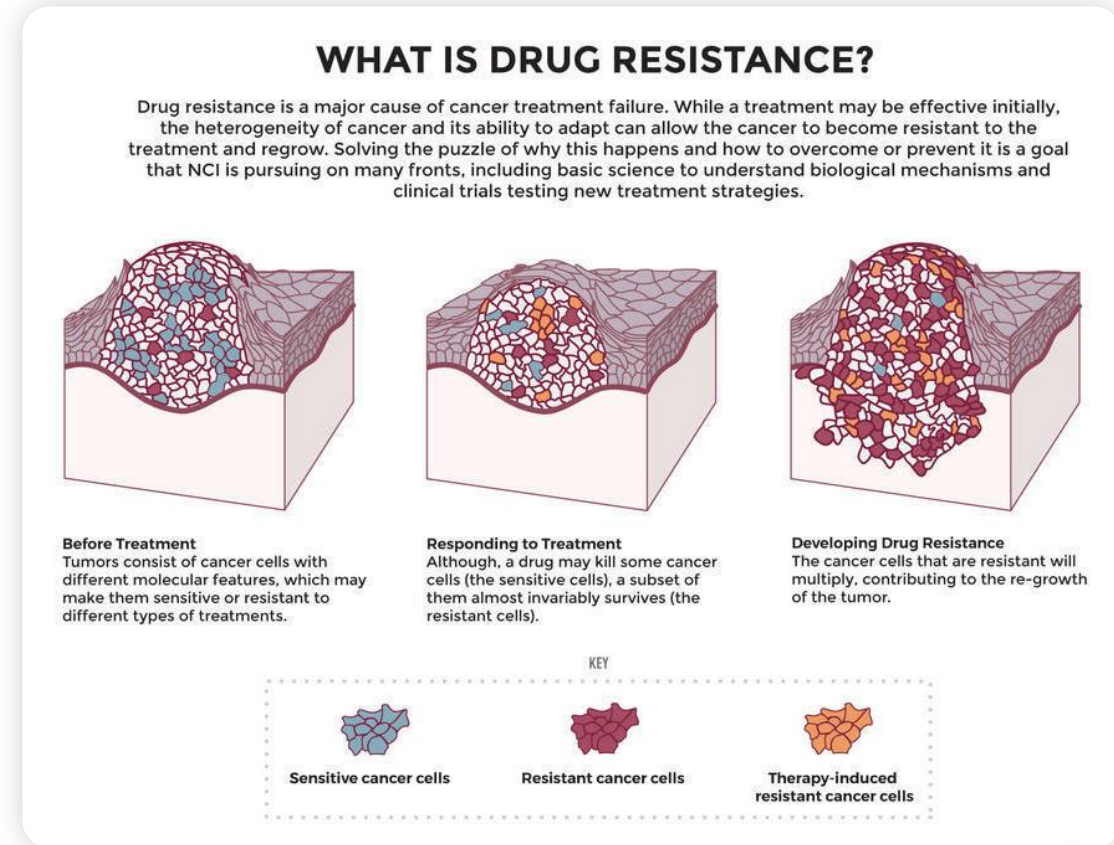 WHAT IS DRUG RESISTANCE?
Drug resistance is a major cause of cancer treatment failure. While a treatment may be effective initially,
the heterogeneity of cancer and its ability to adapt can allow the cancer to become resistant to the
treatment and regrow. Solving the puzzle of why this happens and how to overcome or prevent it is a goal
that NCI is pursuing on many fronts, including basic science to understand biological mechanisms and
clinical trials testing new treatment strategies.
Before Treatment
Tumors consist of cancer cells with
different molecular features, which may
make them sensitive or resistant to
different types of treatments.
Responding to Treatment
Although, a drug may kill some cancer
cells (the sensitive cells), a subset of
them almost invariably survives (the
resistant cells).
Developing Drug Resistance
The cancer cells that are resistant will
multiply, contributing to the re-growth
of the tumor.
KEY
Sensitive cancer cells
Resistant cancer cells
Therapy-induced
resistant cancer cells